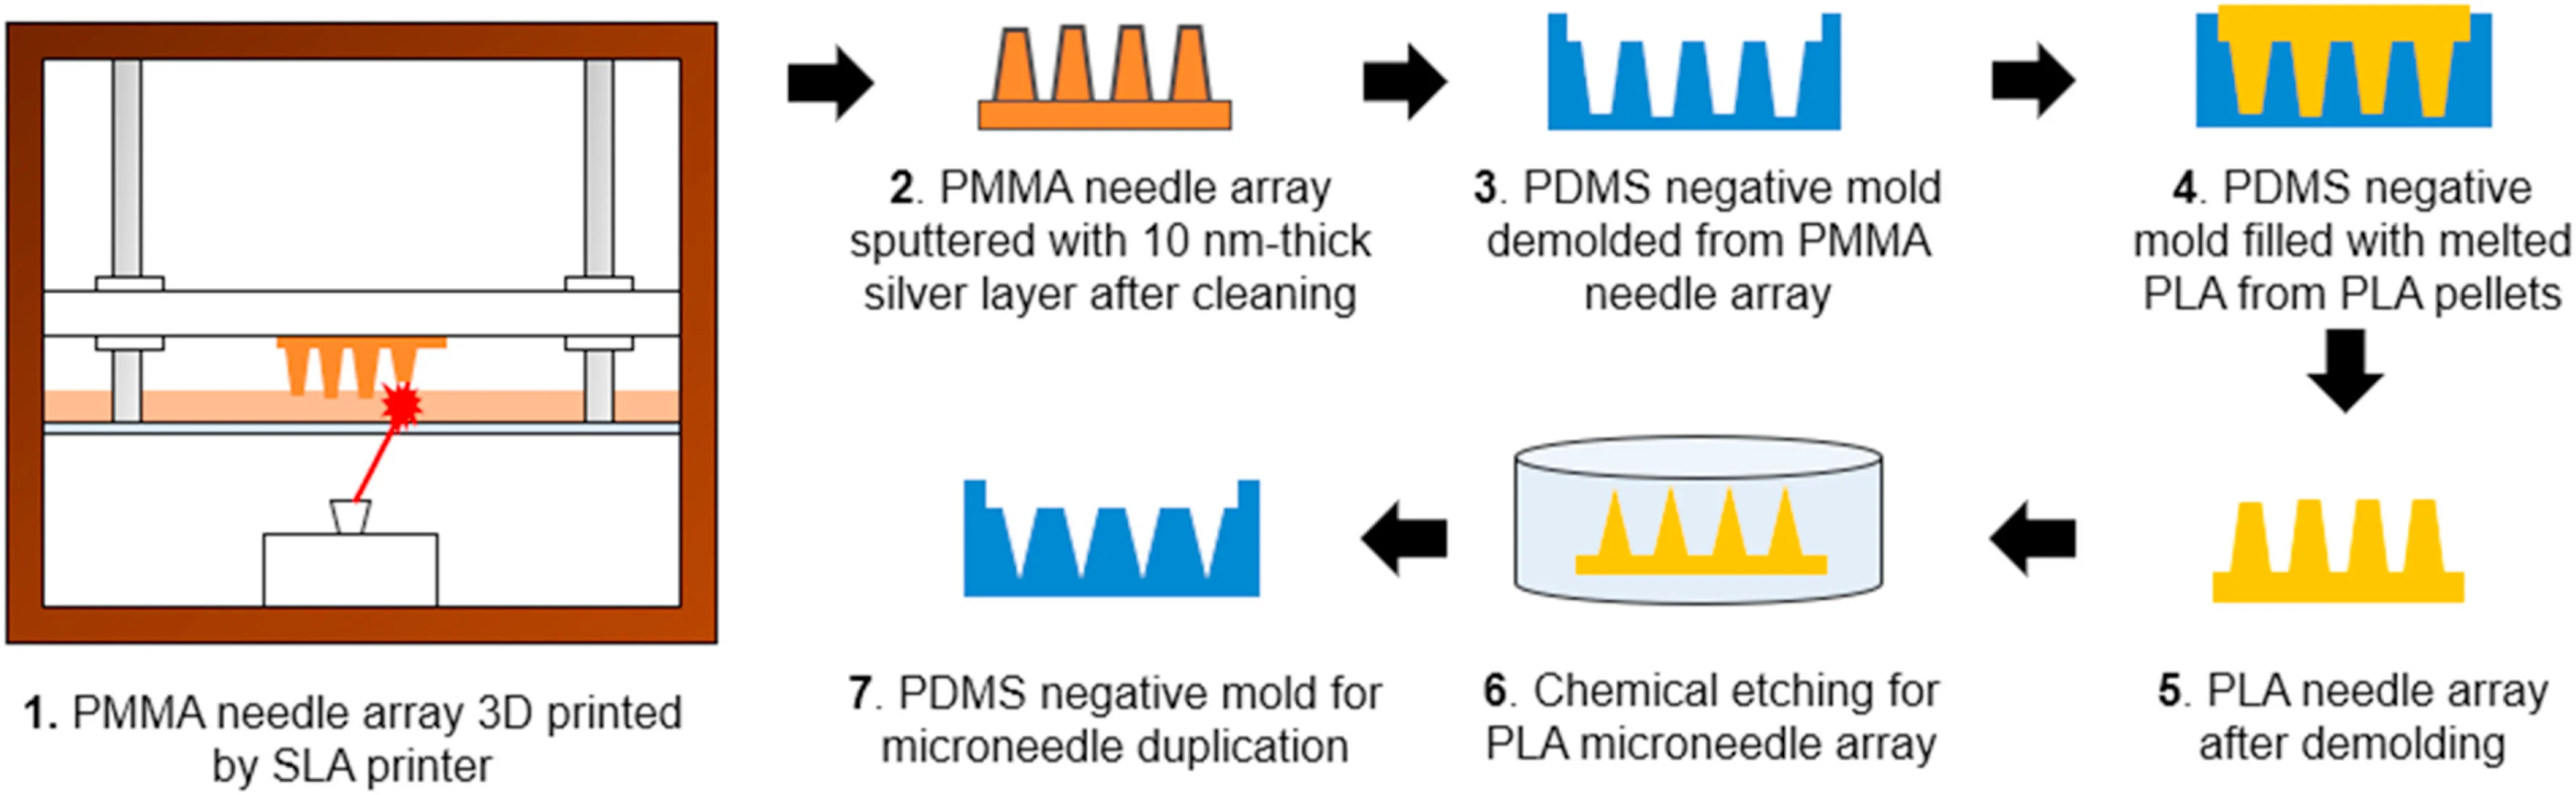 1. PMMA needle array 3D printed
by SLA printer
2. PMMA needle array
sputtered with 10 nm-thick
silver layer after cleaning
3. PDMS negative mold
demolded from PMMA
needle array
4. PDMS negative
mold filled with melted
PLA from PLA pellets
5. PLA needle array
after demolding
6. Chemical etching for
PLA microneedle array
7. PDMS negative mold for
microneedle duplication